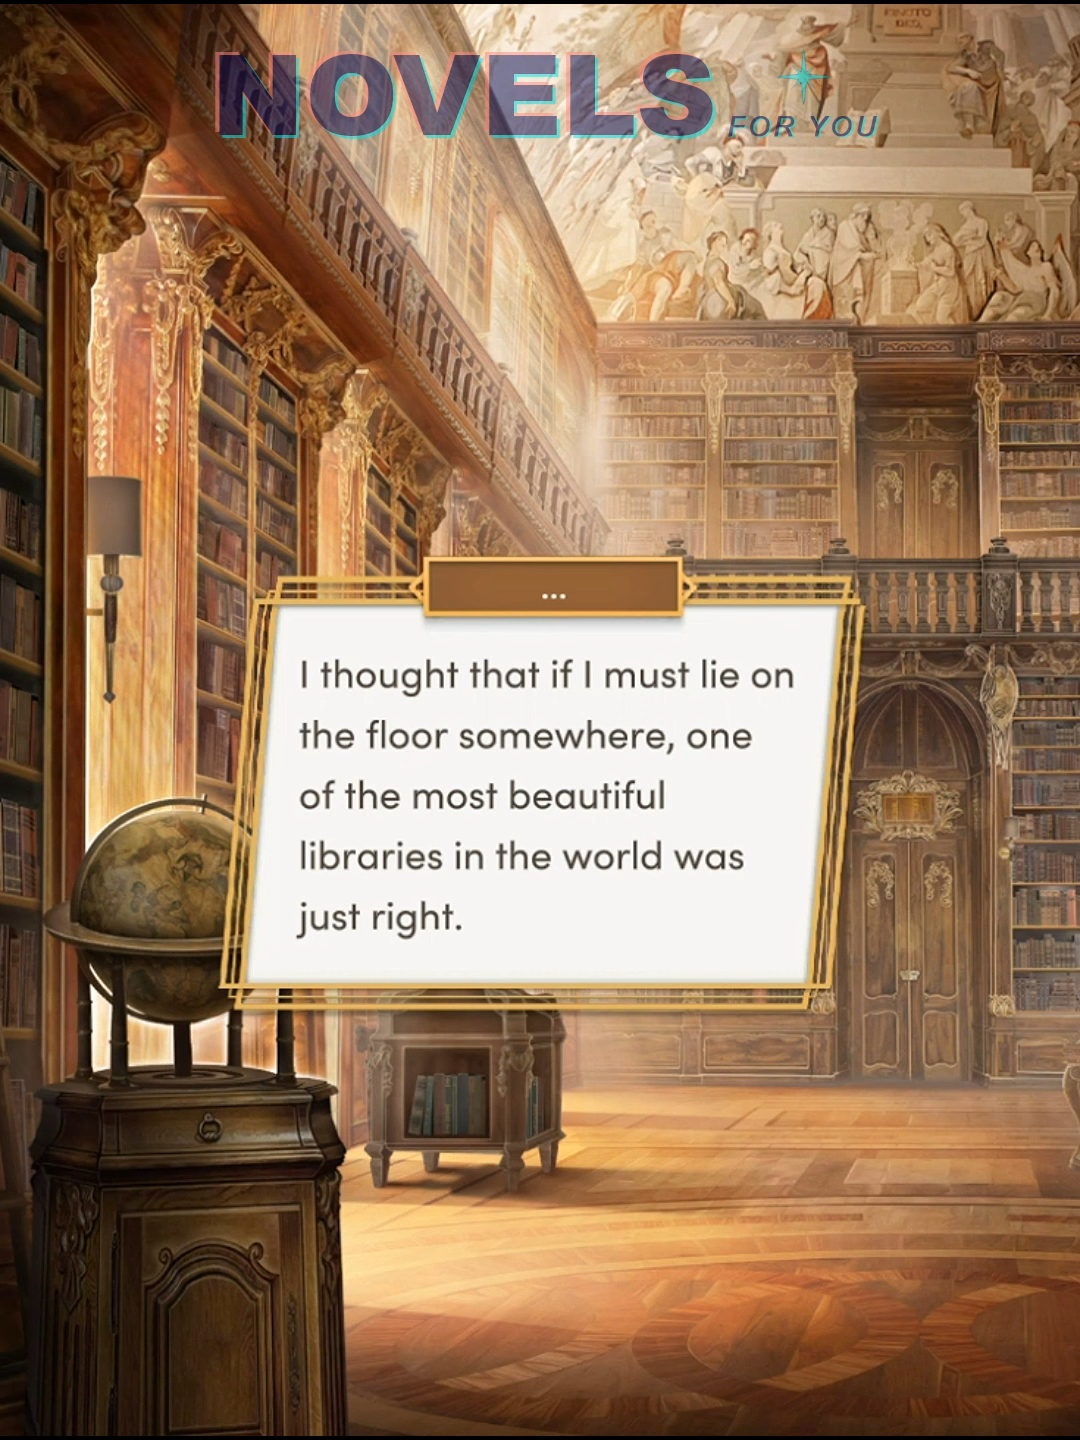 NOVELS
FOR YOU
...
I thought that if I must lie on
the floor somewhere, one
of the most beautiful
libraries in the world was
just right.